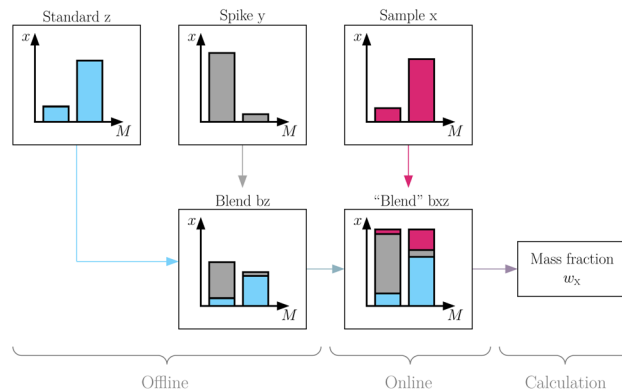 Standard z
Spike y
Sample x
x
M
x
M
x
M
Blend bz
“Blend” bxz
x
M
x
M
Mass fraction
wx
Offline
Online
Calculation